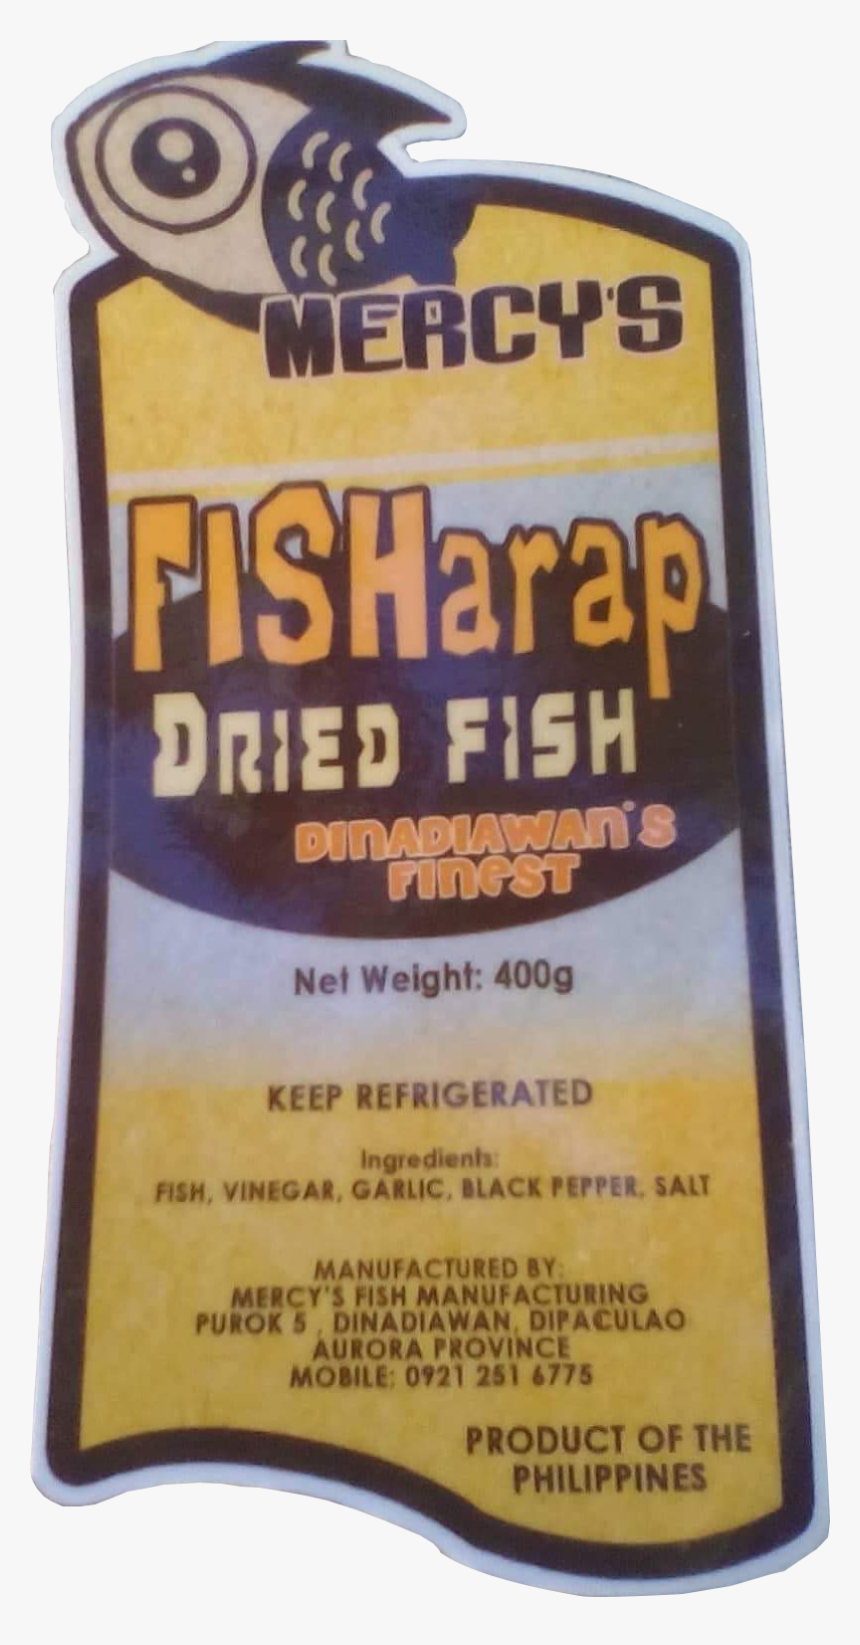 MERCY'S
FISHarap
DRIED FISH
DINADIAWAN'S
FINEST
Net Weight: 400g
KEEP REFRIGERATED
Ingredients:
FISH, VINEGAR, GARLIC, BLACK PEPPER, SALT
MANUFACTURED BY:
MERCY'S FISH MANUFACTURING
PUROK 5 , DINADIAWAN, DIPACULAO
AURORA PROVINCE
MOBILE: 0921 251 6775
PRODUCT OF THE
PHILIPPINES